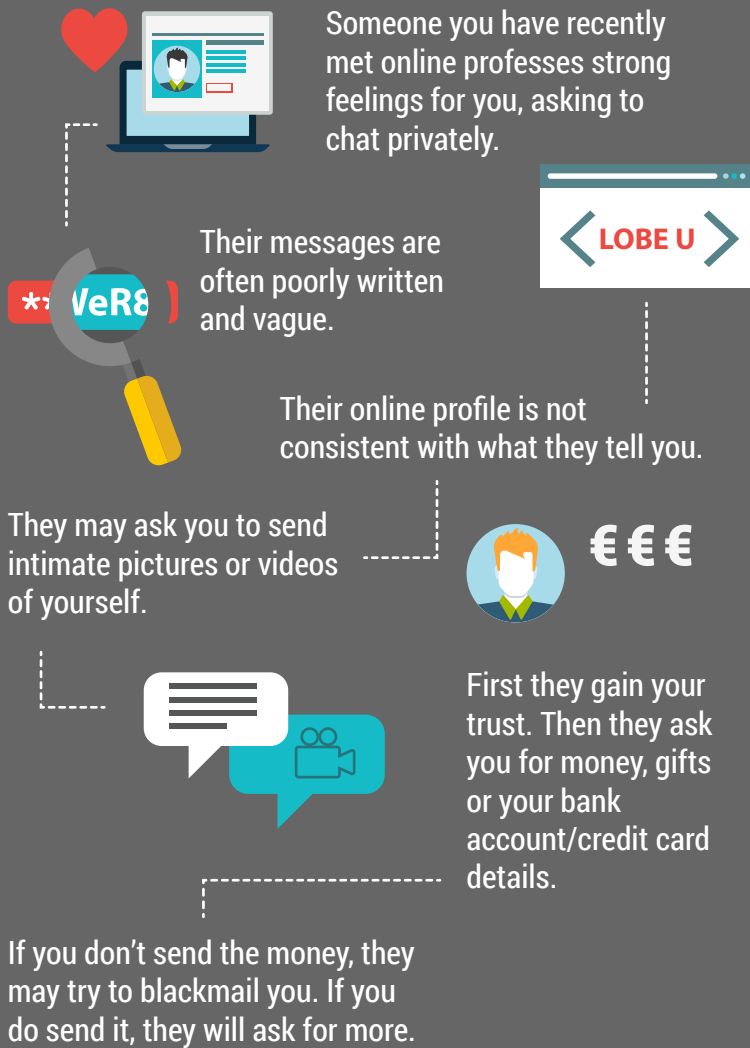 Someone you have recently
met online professes strong
feelings for you, asking to
chat privately.
LOBE U
Their messages are
often poorly written
and vague.
**
VeR8
Their online profile is not
consistent with what they tell you.
They may ask you to send
intimate pictures or videos
of yourself.
€ € €
First they gain your
trust. Then they ask
you for money, gifts
or your bank
account/credit card
details.
If you don’t send the money, they
may try to blackmail you. If you
do send it, they will ask for more.